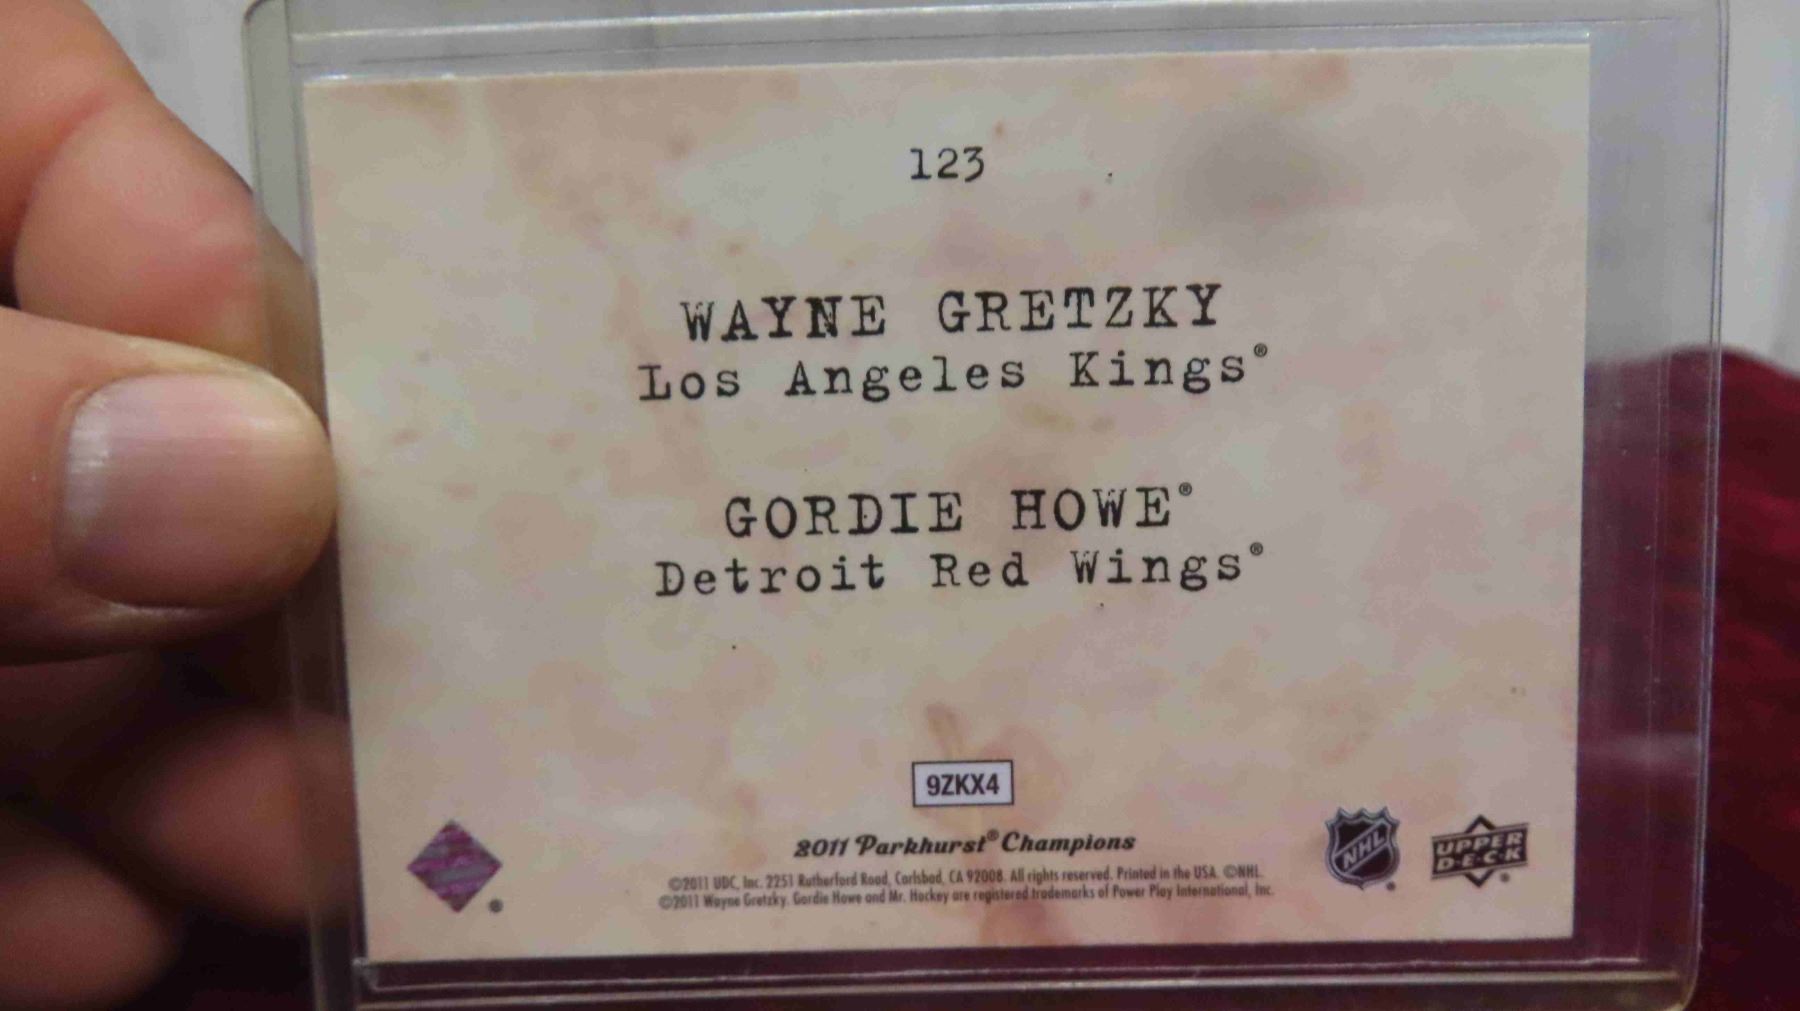 123
WAYNE GRETZKY
Los Angeles Kings®
GORDIE HOWE®
Detroit Red Wings®
9ZKX4
2011 Parkhurst® Champions
©2011 UDC, Inc. 2251 Rutherford Road, Carlsbad, CA 92008. All rights reserved. Printed in the USA. ©NHL.
©2011 Wayne Gretzky. Gordie Howe and Mr. Hockey are registered trademarks of Power Play International, Inc.
®
NHL
UPPER
D·E·C·K